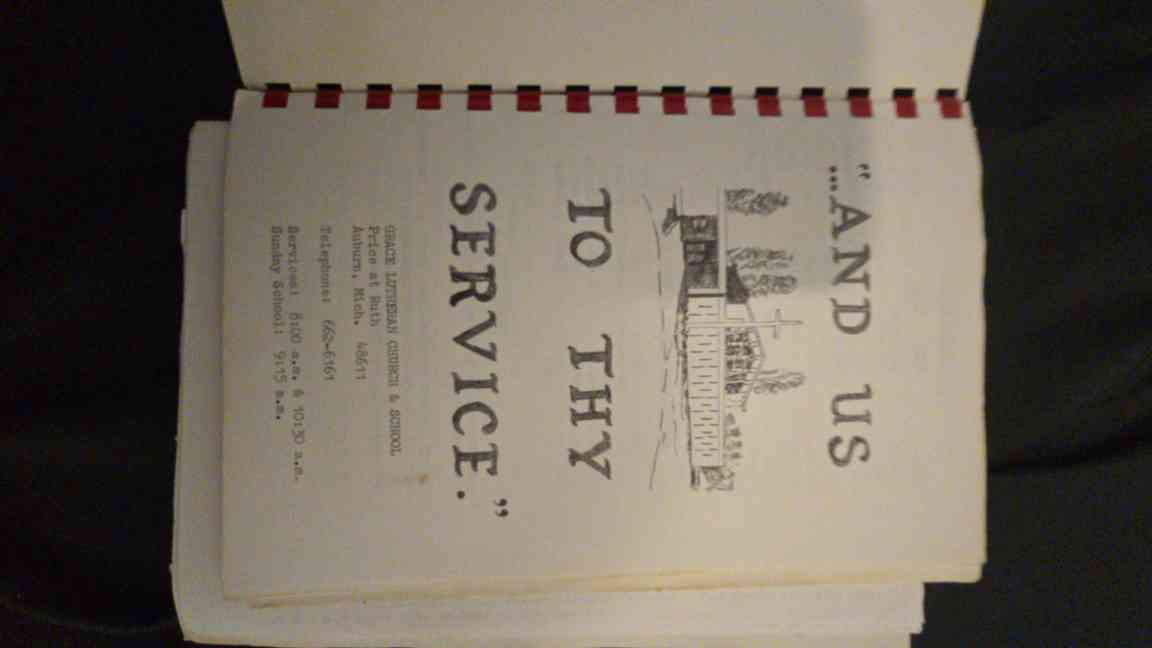 "...AND US
TO THY
SERVICE."
GRACE LUTHERAN CHURCH & SCHOOL
Price at Ruth
Auburn, Mich. 48611
Telephone: 662-6161
Services: 8:00 a.m. & 10:30 a.m.
Sunday School: 9:15 a.m.